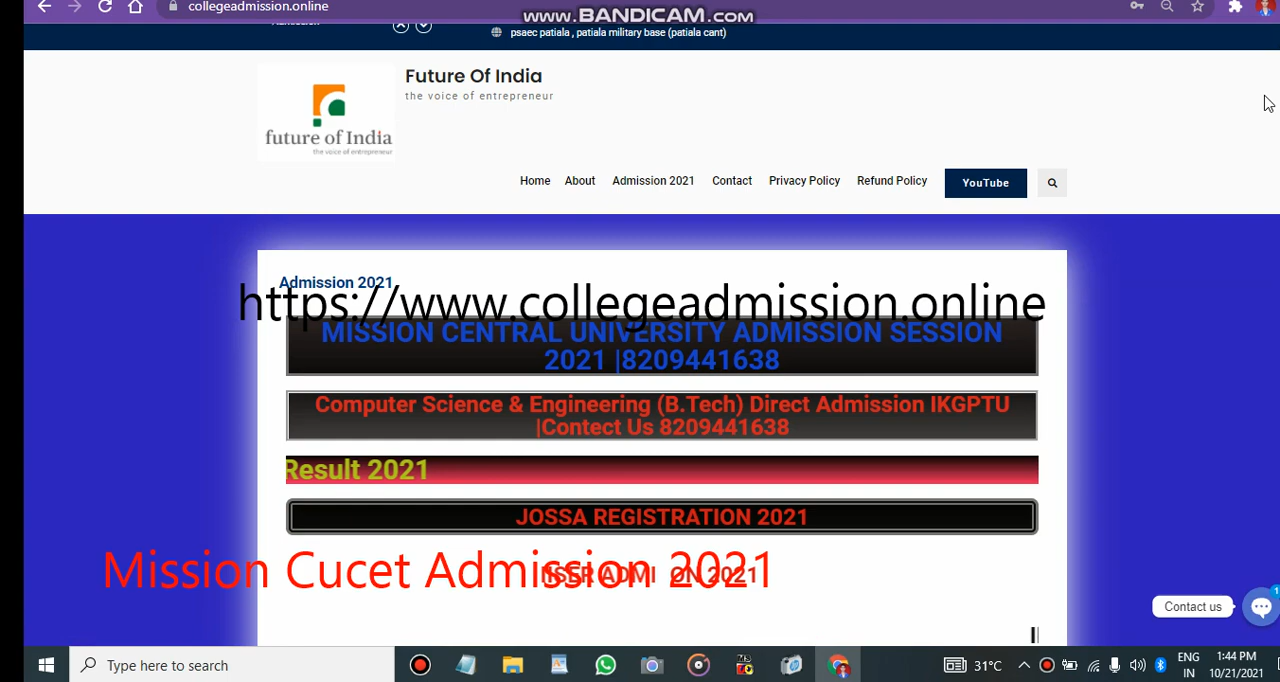 collegeadmission.online
www.BANDICAM.com
psaec patiala , patiala military base (patiala cant)
Future Of India
the voice of entrepreneur
future of India
the voice of entrepreneur
Home About Admission 2021 Contact Privacy Policy Refund Policy YouTube
Admission 2021
https://www.collegeadmission.online
MISSION CENTRAL UNIVERSITY ADMISSION SESSION
2021 |8209441638
Computer Science & Engineering (B.Tech) Direct Admission IKGPTU
|Contect Us 8209441638
Result 2021
JOSSA REGISTRATION 2021
Mission Cucet Admission 2021
ON 2021
Contact us
1
Type here to search
31°C
ENG
IN
1:44 PM
10/21/2021